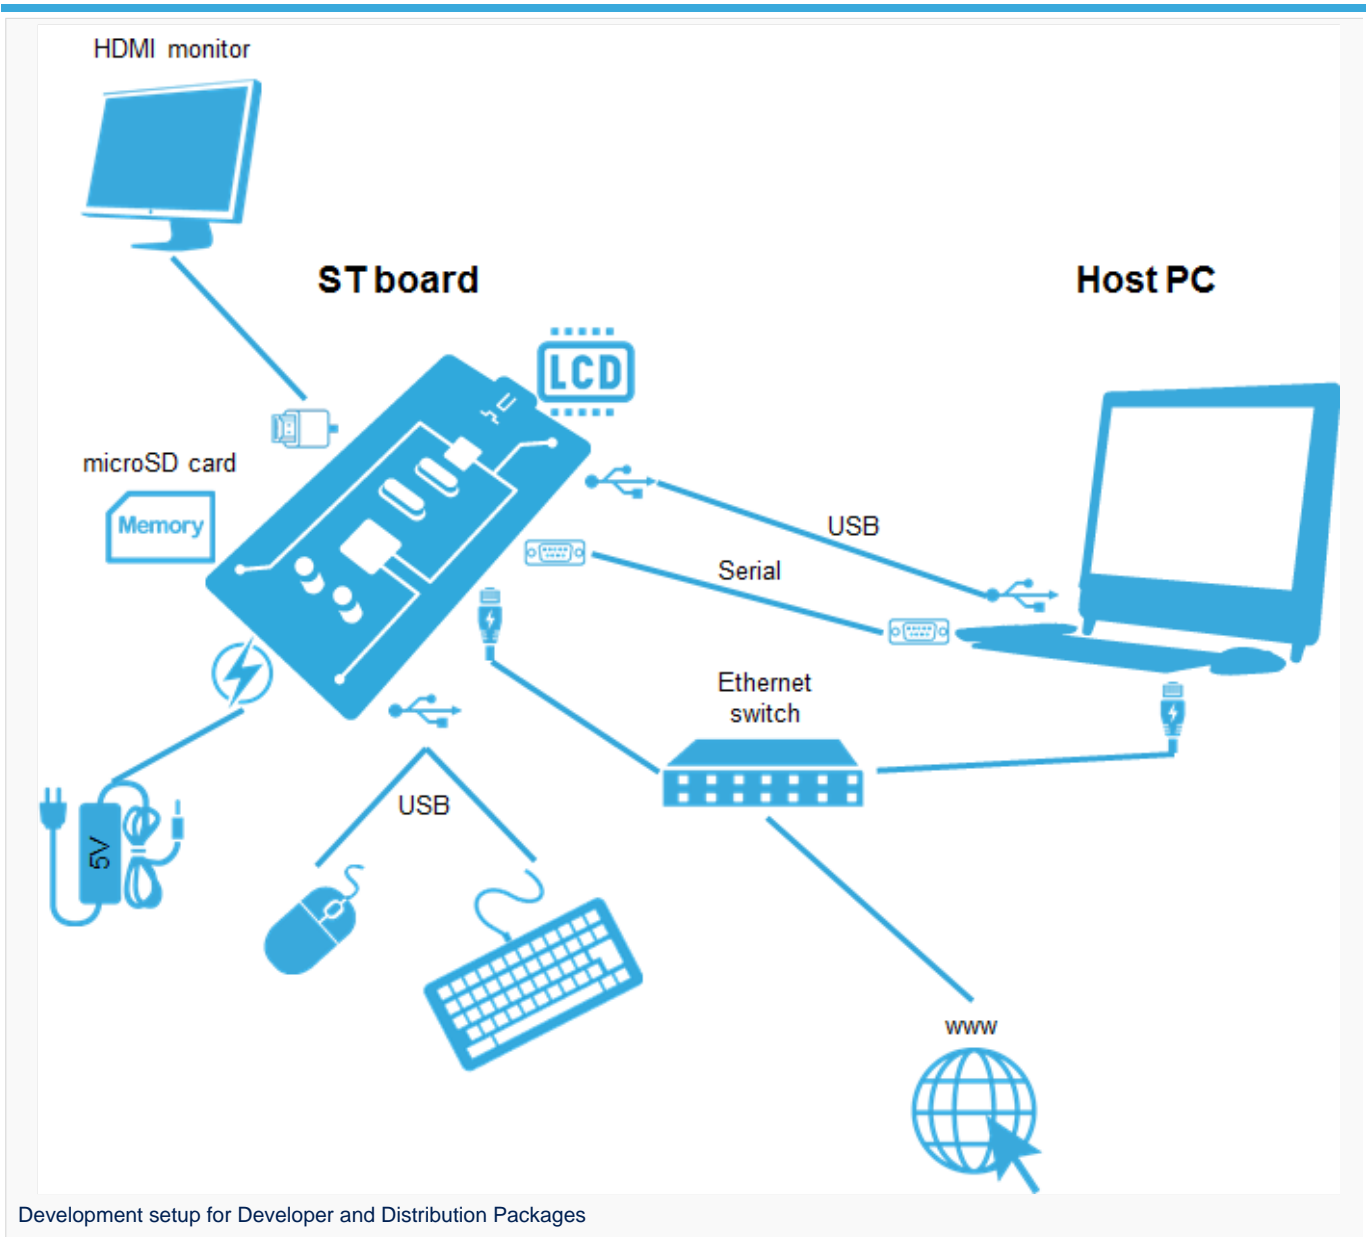 HDMI monitor
ST board
Host PC
LCD
microSD card
Memory
USB
Serial
Ethernet
switch
USB
5V
www
Development setup for Developer and Distribution Packages